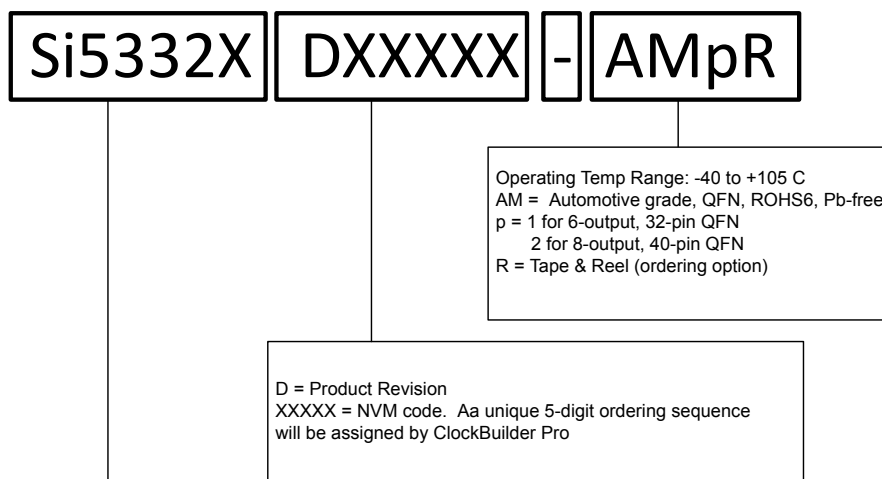 Si5332X DXXXXX - AMpR
Operating Temp Range: -40 to +105 C
AM = Automotive grade, QFN, ROHS6, Pb-free
p = 1 for 6-output, 32-pin QFN
2 for 8-output, 40-pin QFN
R = Tape & Reel (ordering option)
D = Product Revision
XXXXX = NVM code. Aa unique 5-digit ordering sequence
will be assigned by ClockBuilder Pro